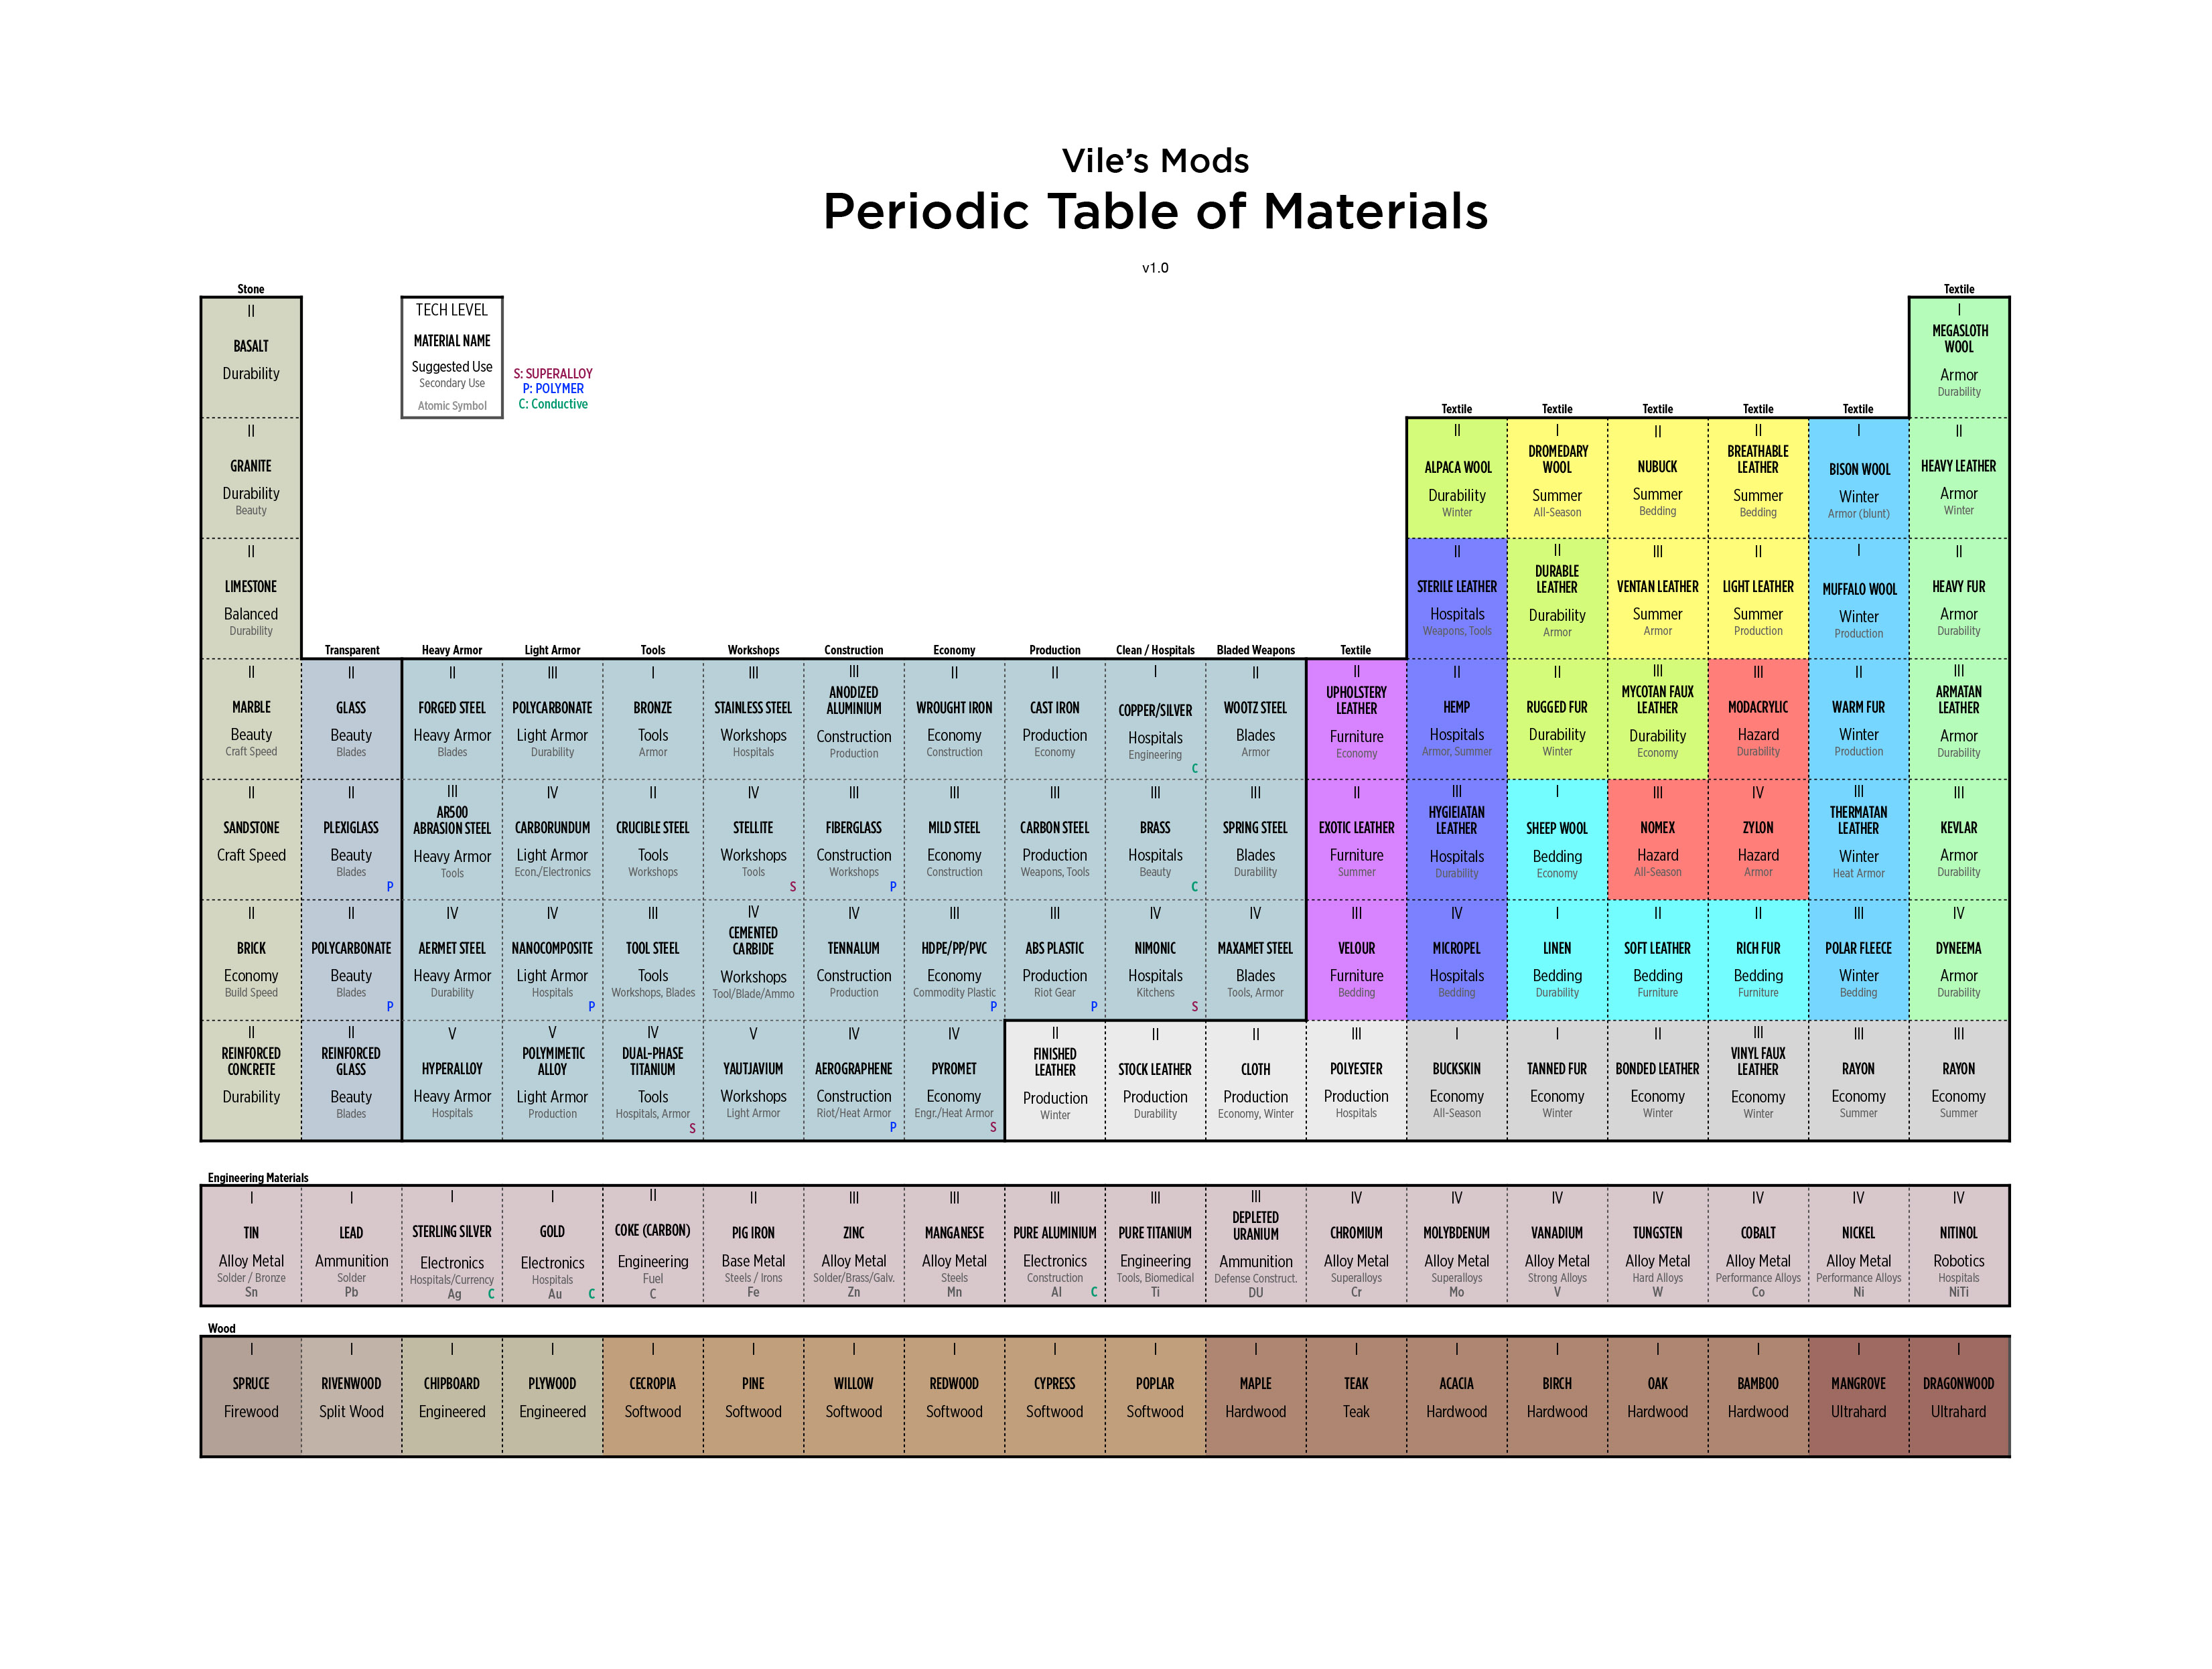 Vile’s Mods
Periodic Table of Materials
v1.0
Stone
II
BASALT
Durability
TECH LEVEL
MATERIAL NAME
Suggested Use
Secondary Use
Atomic Symbol
S: SUPERALLOY
P: POLYMER
C: Conductive
Textile
I
MEGASLOTH
WOOL
Armor
Durability
II
GRANITE
Durability
Beauty
Textile
II
ALPACA WOOL
Durability
Winter
Textile
I
DROMEDARY
WOOL
Summer
All-Season
Textile
II
NUBUCK
Summer
Bedding
Textile
II
BREATHABLE
LEATHER
Summer
Bedding
Textile
I
BISON WOOL
Winter
Armor (blunt)
II
HEAVY LEATHER
Armor
Winter
II
LIMESTONE
Balanced
Durability
II
STERILE LEATHER
Hospitals
Weapons, Tools
II
DURABLE
LEATHER
Durability
Armor
III
VENTAN LEATHER
Summer
Armor
II
LIGHT LEATHER
Summer
Production
I
MUFFALO WOOL
Winter
Production
II
HEAVY FUR
Armor
Durability
II
MARBLE
Beauty
Craft Speed
Transparent
II
GLASS
Beauty
Blades
Heavy Armor
II
FORGED STEEL
Heavy Armor
Blades
Light Armor
III
POLYCARBONATE
Light Armor
Durability
Tools
I
BRONZE
Tools
Armor
Workshops
III
STAINLESS STEEL
Workshops
Hospitals
Construction
III
ANODIZED
ALUMINIUM
Construction
Production
Economy
II
WROUGHT IRON
Economy
Construction
Production
II
CAST IRON
Production
Economy
Clean / Hospitals
I
COPPER/SILVER
Hospitals
Engineering
C
Bladed Weapons
II
WOOTZ STEEL
Blades
Armor
Textile
II
UPHOLSTERY
LEATHER
Furniture
Economy
II
HEMP
Hospitals
Armor, Summer
II
RUGGED FUR
Durability
Winter
III
MYCOTAN FAUX
LEATHER
Durability
Economy
III
MODACRYLIC
Hazard
Durability
II
WARM FUR
Winter
Production
III
ARMATAN
LEATHER
Armor
Durability
II
SANDSTONE
Craft Speed
II
PLEXIGLASS
Beauty
Blades
P
III
AR500
ABRASION STEEL
Heavy Armor
Tools
IV
CARBORUNDUM
Light Armor
Econ./Electronics
II
CRUCIBLE STEEL
Tools
Workshops
IV
STELLITE
Workshops
Tools
S
III
FIBERGLASS
Construction
Workshops
P
III
MILD STEEL
Economy
Construction
III
CARBON STEEL
Production
Weapons, Tools
III
BRASS
Hospitals
Beauty
C
III
SPRING STEEL
Blades
Durability
II
EXOTIC LEATHER
Furniture
Summer
III
HYGIEIATAN
LEATHER
Hospitals
Durability
I
SHEEP WOOL
Bedding
Economy
III
NOMEX
Hazard
All-Season
IV
ZYLON
Hazard
Armor
III
THERMATAN
LEATHER
Winter
Heat Armor
III
KEVLAR
Armor
Durability
II
BRICK
Economy
Build Speed
II
POLYCARBONATE
Beauty
Blades
P
IV
AERMET STEEL
Heavy Armor
Durability
IV
NANOCOMPOSITE
Light Armor
Hospitals
P
III
TOOL STEEL
Tools
Workshops, Blades
IV
CEMENTED
CARBIDE
Workshops
Tool/Blade/Ammo
IV
TENNALUM
Construction
Production
III
HDPE/PP/PVC
Economy
Commodity Plastic
P
III
ABS PLASTIC
Production
Riot Gear
P
IV
NIMONIC
Hospitals
Kitchens
S
IV
MAXAMET STEEL
Blades
Tools, Armor
III
VELOUR
Furniture
Bedding
IV
MICROPEL
Hospitals
Bedding
I
LINEN
Bedding
Durability
II
SOFT LEATHER
Bedding
Furniture
II
RICH FUR
Bedding
Furniture
III
POLAR FLEECE
Winter
Bedding
IV
DYNEEMA
Armor
Durability
II
REINFORCED
CONCRETE
Durability
II
REINFORCED
GLASS
Beauty
Blades
V
HYPERALLOY
Heavy Armor
Hospitals
V
POLYMIMETIC
ALLOY
Light Armor
Production
IV
DUAL-PHASE
TITANIUM
Tools
Hospitals, Armor
S
V
YAUTJAVIUM
Workshops
Light Armor
IV
AEROGRAPHENE
Construction
Riot/Heat Armor
P
IV
PYROMET
Economy
Engr./Heat Armor
S
II
FINISHED
LEATHER
Production
Winter
II
STOCK LEATHER
Production
Durability
II
CLOTH
Production
Economy, Winter
III
POLYESTER
Production
Hospitals
I
BUCKSKIN
Economy
All-Season
I
TANNED FUR
Economy
Winter
II
BONDED LEATHER
Economy
Winter
III
VINYL FAUX
LEATHER
Economy
Winter
III
RAYON
Economy
Summer
III
RAYON
Economy
Summer
Engineering Materials
I
TIN
Alloy Metal
Solder / Bronze
Sn
I
LEAD
Ammunition
Solder
Pb
I
STERLING SILVER
Electronics
Hospitals/Currency
Ag
C
I
GOLD
Electronics
Hospitals
Au
C
II
COKE (CARBON)
Engineering
Fuel
C
II
PIG IRON
Base Metal
Steels / Irons
Fe
III
ZINC
Alloy Metal
Solder/Brass/Galv.
Zn
III
MANGANESE
Alloy Metal
Steels
Mn
III
PURE ALUMINIUM
Electronics
Construction
Al
C
III
PURE TITANIUM
Engineering
Tools, Biomedical
Ti
III
DEPLETED
URANIUM
Ammunition
Defense Construct.
DU
IV
CHROMIUM
Alloy Metal
Superalloys
Cr
IV
MOLYBDENUM
Alloy Metal
Superalloys
Mo
IV
VANADIUM
Alloy Metal
Strong Alloys
V
IV
TUNGSTEN
Alloy Metal
Hard Alloys
W
IV
COBALT
Alloy Metal
Performance Alloys
Co
IV
NICKEL
Alloy Metal
Performance Alloys
Ni
IV
NITINOL
Robotics
Hospitals
NiTi
Wood
I
SPRUCE
Firewood
I
RIVENWOOD
Split Wood
I
CHIPBOARD
Engineered
I
PLYWOOD
Engineered
I
CECROPIA
Softwood
I
PINE
Softwood
I
WILLOW
Softwood
I
REDWOOD
Softwood
I
CYPRESS
Softwood
I
POPLAR
Softwood
I
MAPLE
Hardwood
I
TEAK
Teak
I
ACACIA
Hardwood
I
BIRCH
Hardwood
I
OAK
Hardwood
I
BAMBOO
Hardwood
I
MANGROVE
Ultrahard
I
DRAGONWOOD
Ultrahard